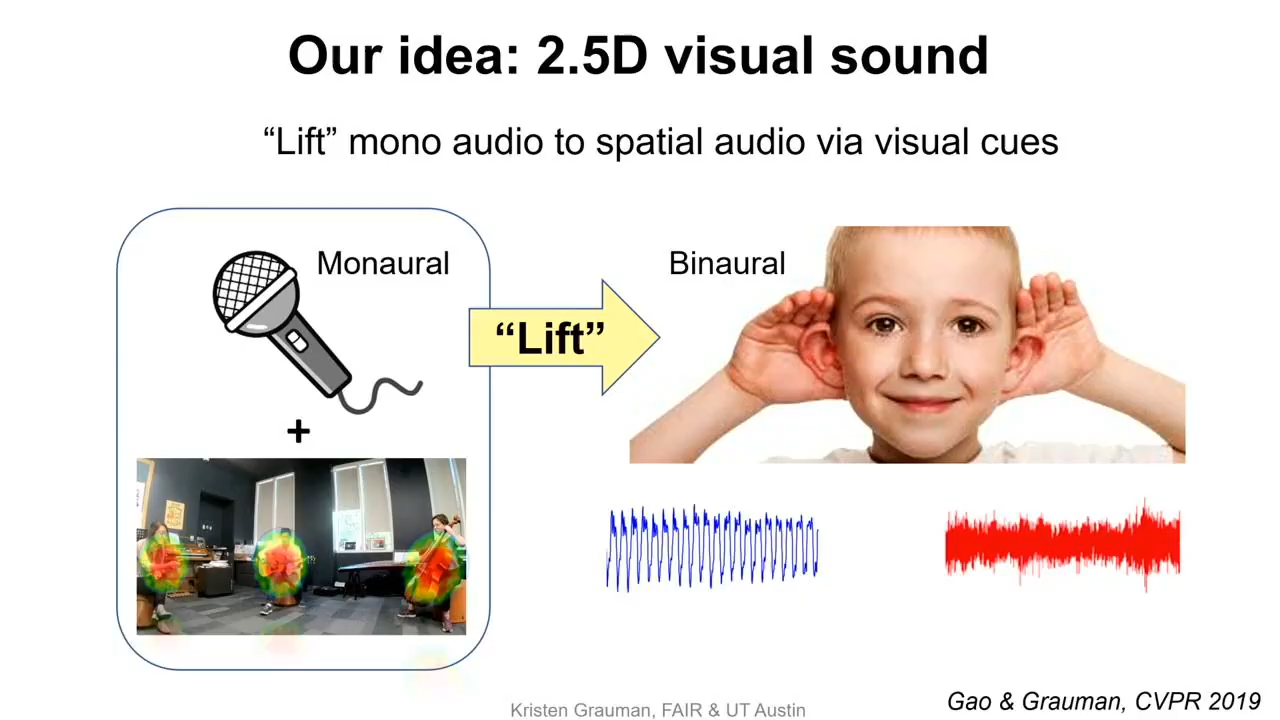 Our idea: 2.5D visual sound
“Lift” mono audio to spatial audio via visual cues
Monaural
“Lift”
Binaural
+
Kristen Grauman, FAIR & UT Austin
Gao & Grauman, CVPR 2019